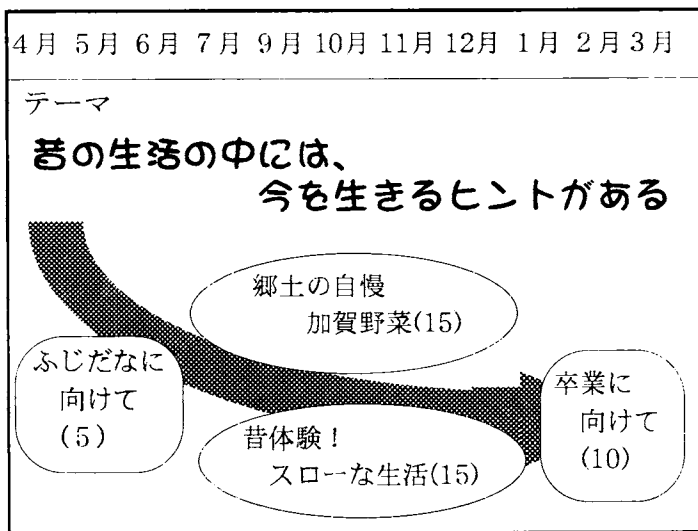 4月 5月 6月 7月 9月 10月 11月 12月 1月 2月 3月
テーマ
昔の生活の中には、
今を生きるヒントがある
郷土の自慢
加賀野菜(15)
ふじだなに
向けて
(5)
昔体験!
スローな生活(15)
卒業に
向けて
(10)